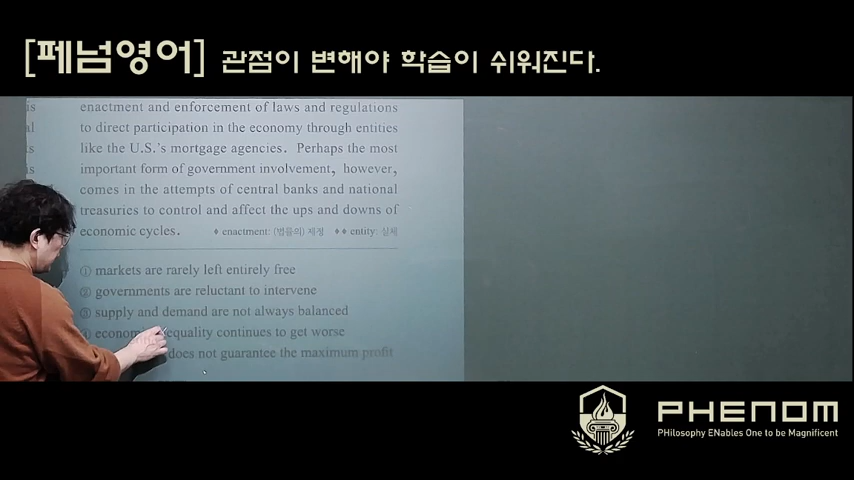 [페넘영어] 관점이 변해야 학습이 쉬워진다.
is enactment and enforcement of laws and regulations
al to direct participation in the economy through entities
ts like the U.S.'s mortgage agencies. Perhaps the most
is important form of government involvement, however,
comes in the attempts of central banks and national
treasuries to control and affect the ups and downs of
economic cycles. ♦ enactment: (법률의) 제정 ♦♦ entity: 실체
① markets are rarely left entirely free
② governments are reluctant to intervene
③ supply and demand are not always balanced
④ equality continues to get worse
does not guarantee the maximum profit
PHENOM
PHilosophy ENables One to be Magnificent